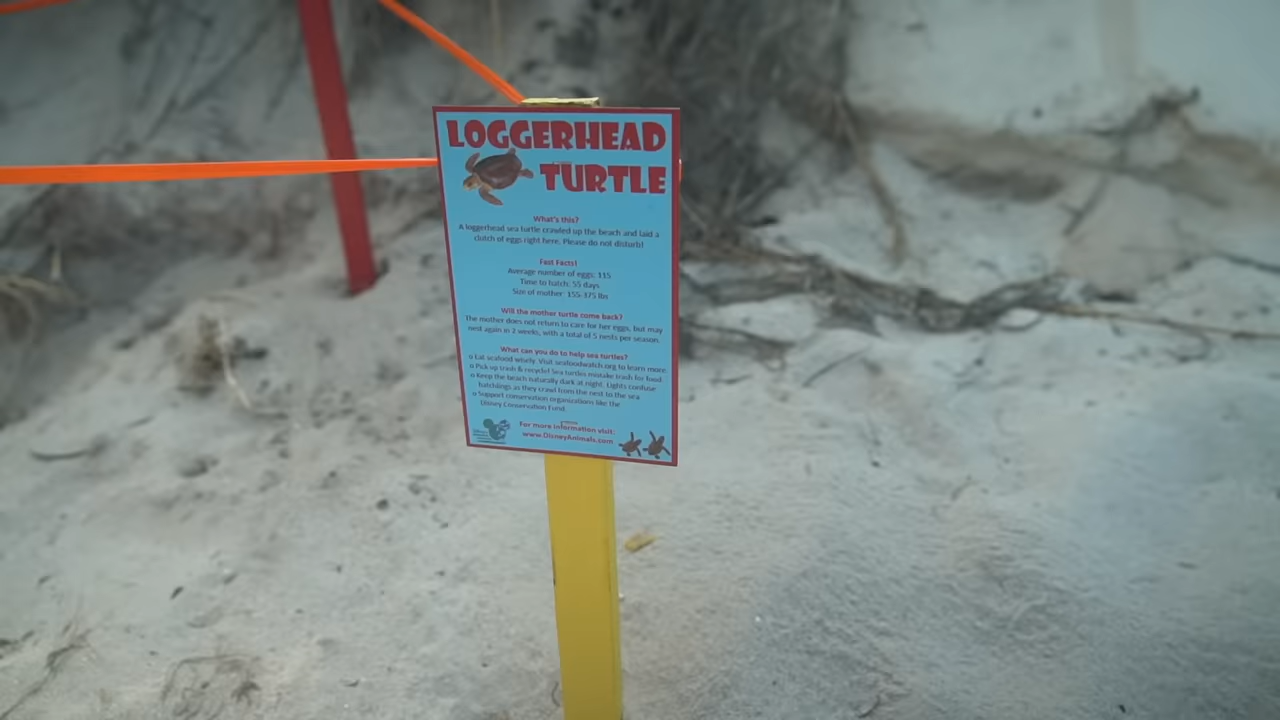 LOGGERHEAD
TURTLE
What's this?
A loggerhead sea turtle crawled up the beach and laid a
clutch of eggs right here. Please do not disturb!
Fast Facts!
Average number of eggs: 115
Time to hatch: 55 days
Size of mother: 155-375 lbs
Will the mother turtle come back?
The mother does not return to care for her eggs, but may
nest again in 2 weeks, with a total of 5 nests per season.
What can you do to help sea turtles?
o Eat seafood wisely. Visit seafoodwatch.org to learn more.
o Pick up trash & recycle! Sea turtles mistake trash for food.
o Keep the beach naturally dark at night. Lights confuse
hatchlings as they crawl from the nest to the sea
o Support conservation organizations like the
Disney Conservation Fund.
For more information visit:
www.DisneyAnimals.com